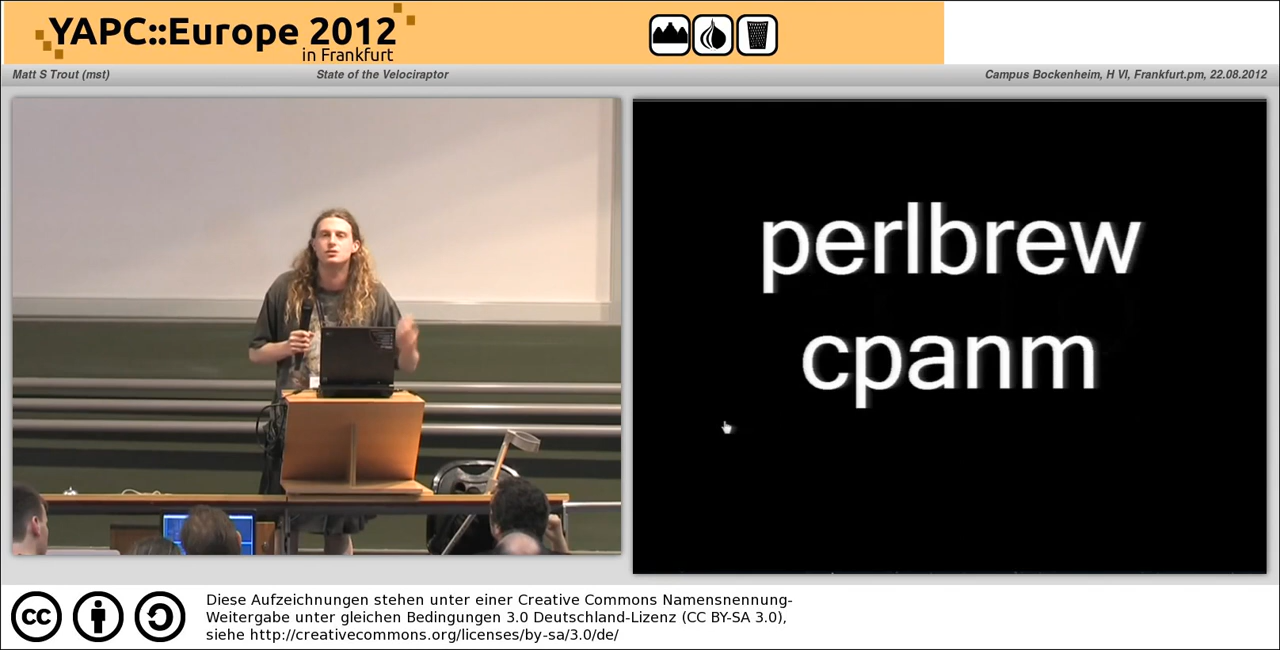 YAPC::Europe 2012
in Frankfurt
Matt S Trout (mst) State of the Velociraptor Campus Bockenheim, H VI, Frankfurt.pm, 22.08.2012
perlbrew
cpanm
cc
Diese Aufzeichnungen stehen unter einer Creative Commons Namensnennung-
Weitergabe unter gleichen Bedingungen 3.0 Deutschland-Lizenz (CC BY-SA 3.0),
siehe http://creativecommons.org/licenses/by-sa/3.0/de/